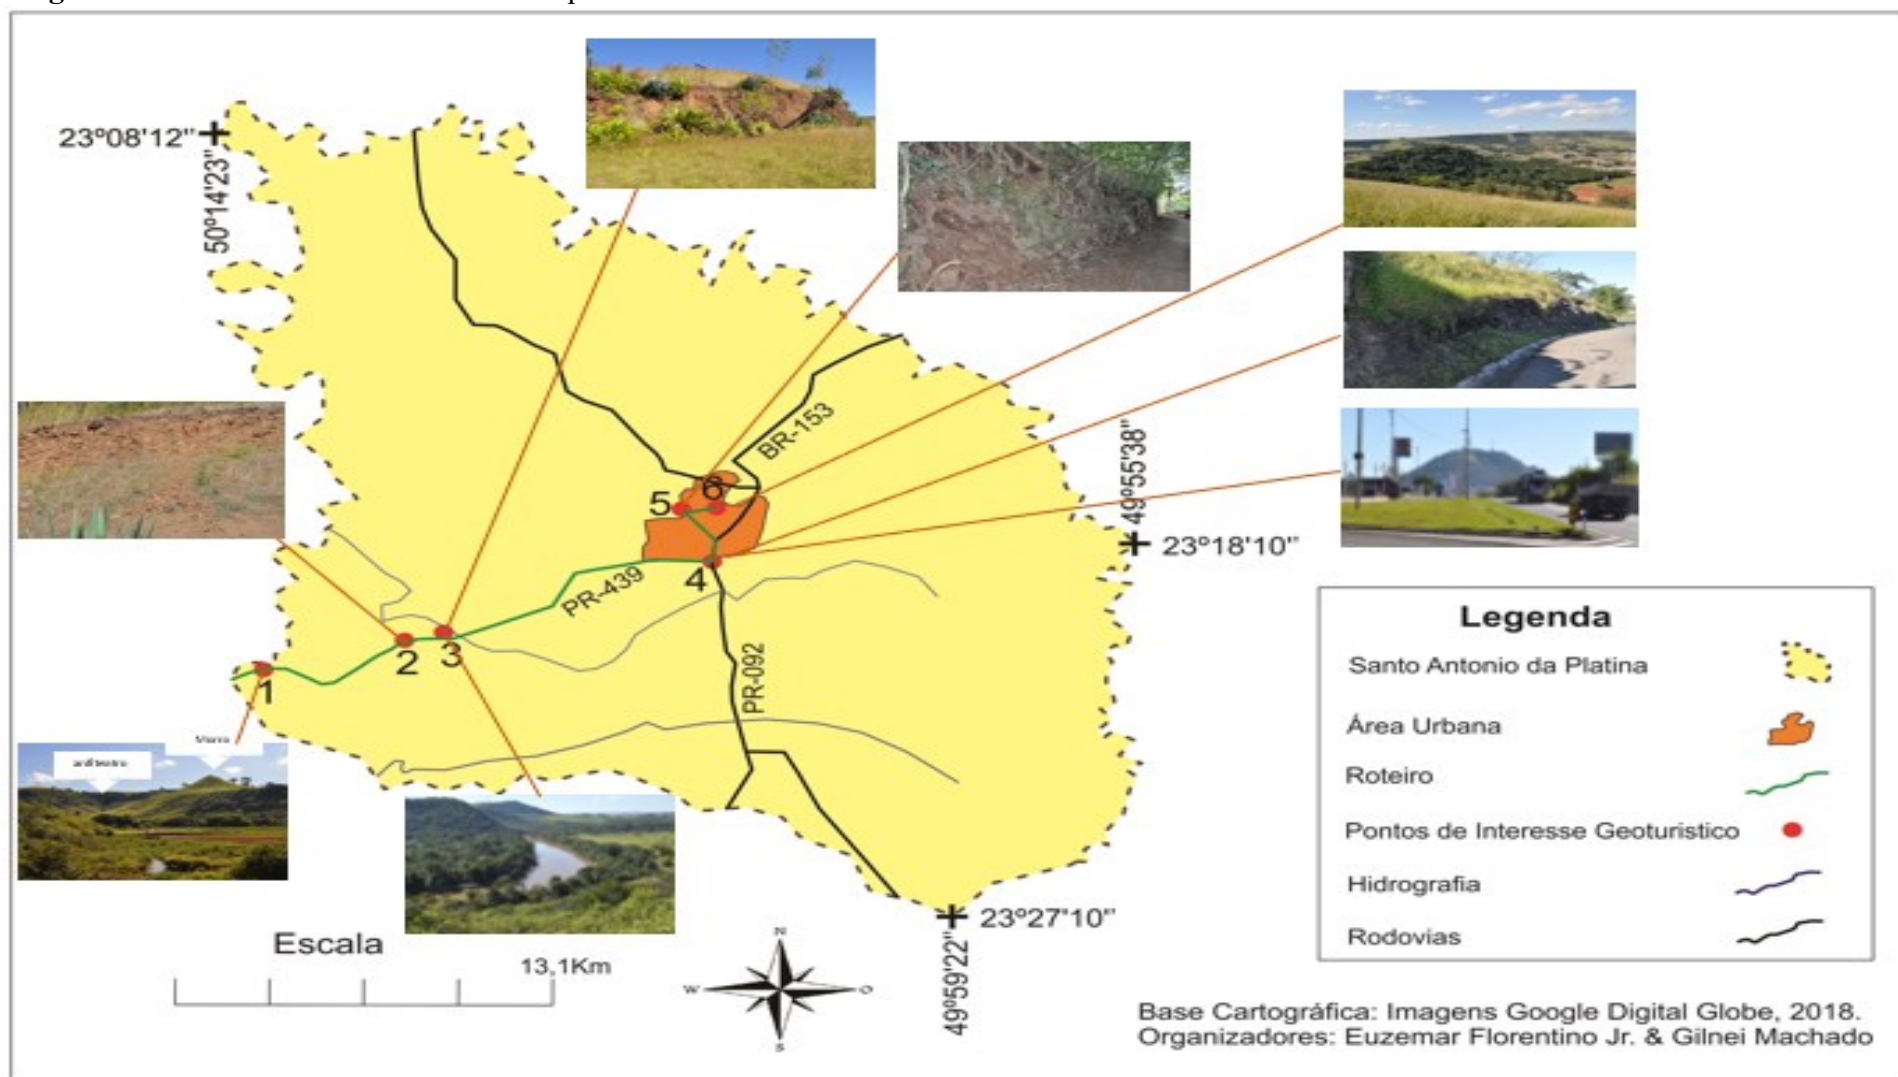 23º08'12"
50º14'23"
BR-153
49º55'38"
5
6
23º18'10"
4
PR-439
2
3
1
PR-092
Morro
anfiteatro
Legenda
Santo Antonio da Platina
Área Urbana
Roteiro
Pontos de Interesse Geoturistico
Hidrografia
Rodovias
23º27'10"
49º59'22"
Escala
13,1Km
N
W
O
S
Base Cartográfica: Imagens Google Digital Globe, 2018.
Organizadores: Euzemar Florentino Jr. & Gilnei Machado